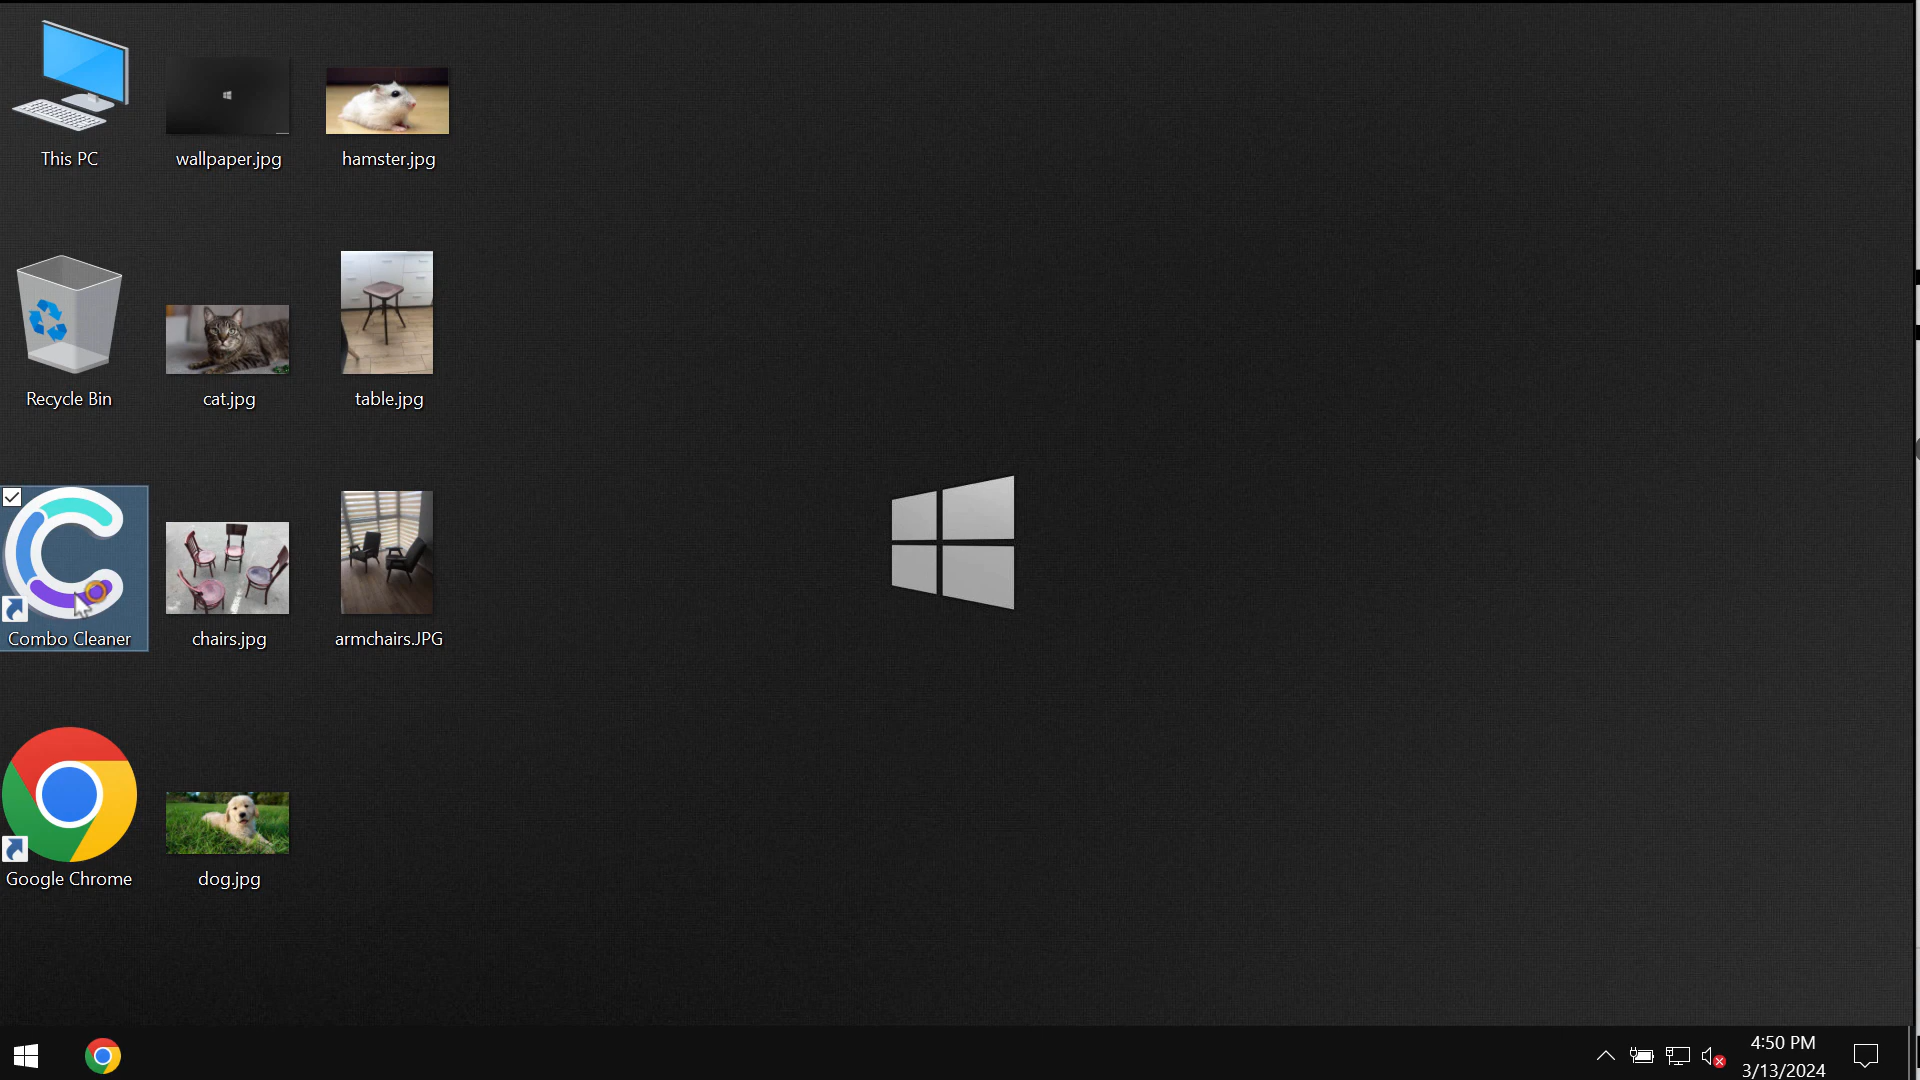 This PC
wallpaper.jpg
hamster.jpg
Recycle Bin
cat.jpg
table.jpg
Combo Cleaner
chairs.jpg
armchairs.JPG
Google Chrome
dog.jpg
4:50 PM
3/13/2024